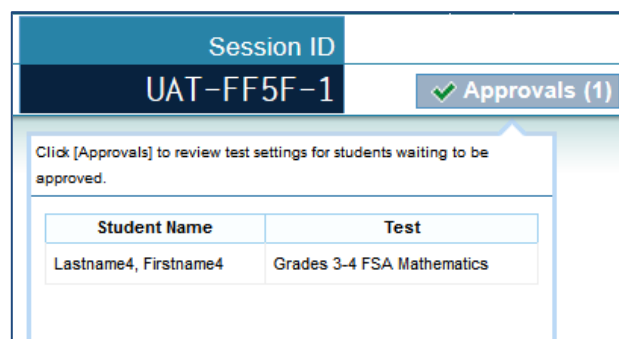 Session ID
UAT-FF5F-1
Approvals (1)
Click [Approvals] to review test settings for students waiting to be
approved.
Student Name Test
Lastname4, Firstname4 Grades 3-4 FSA Mathematics